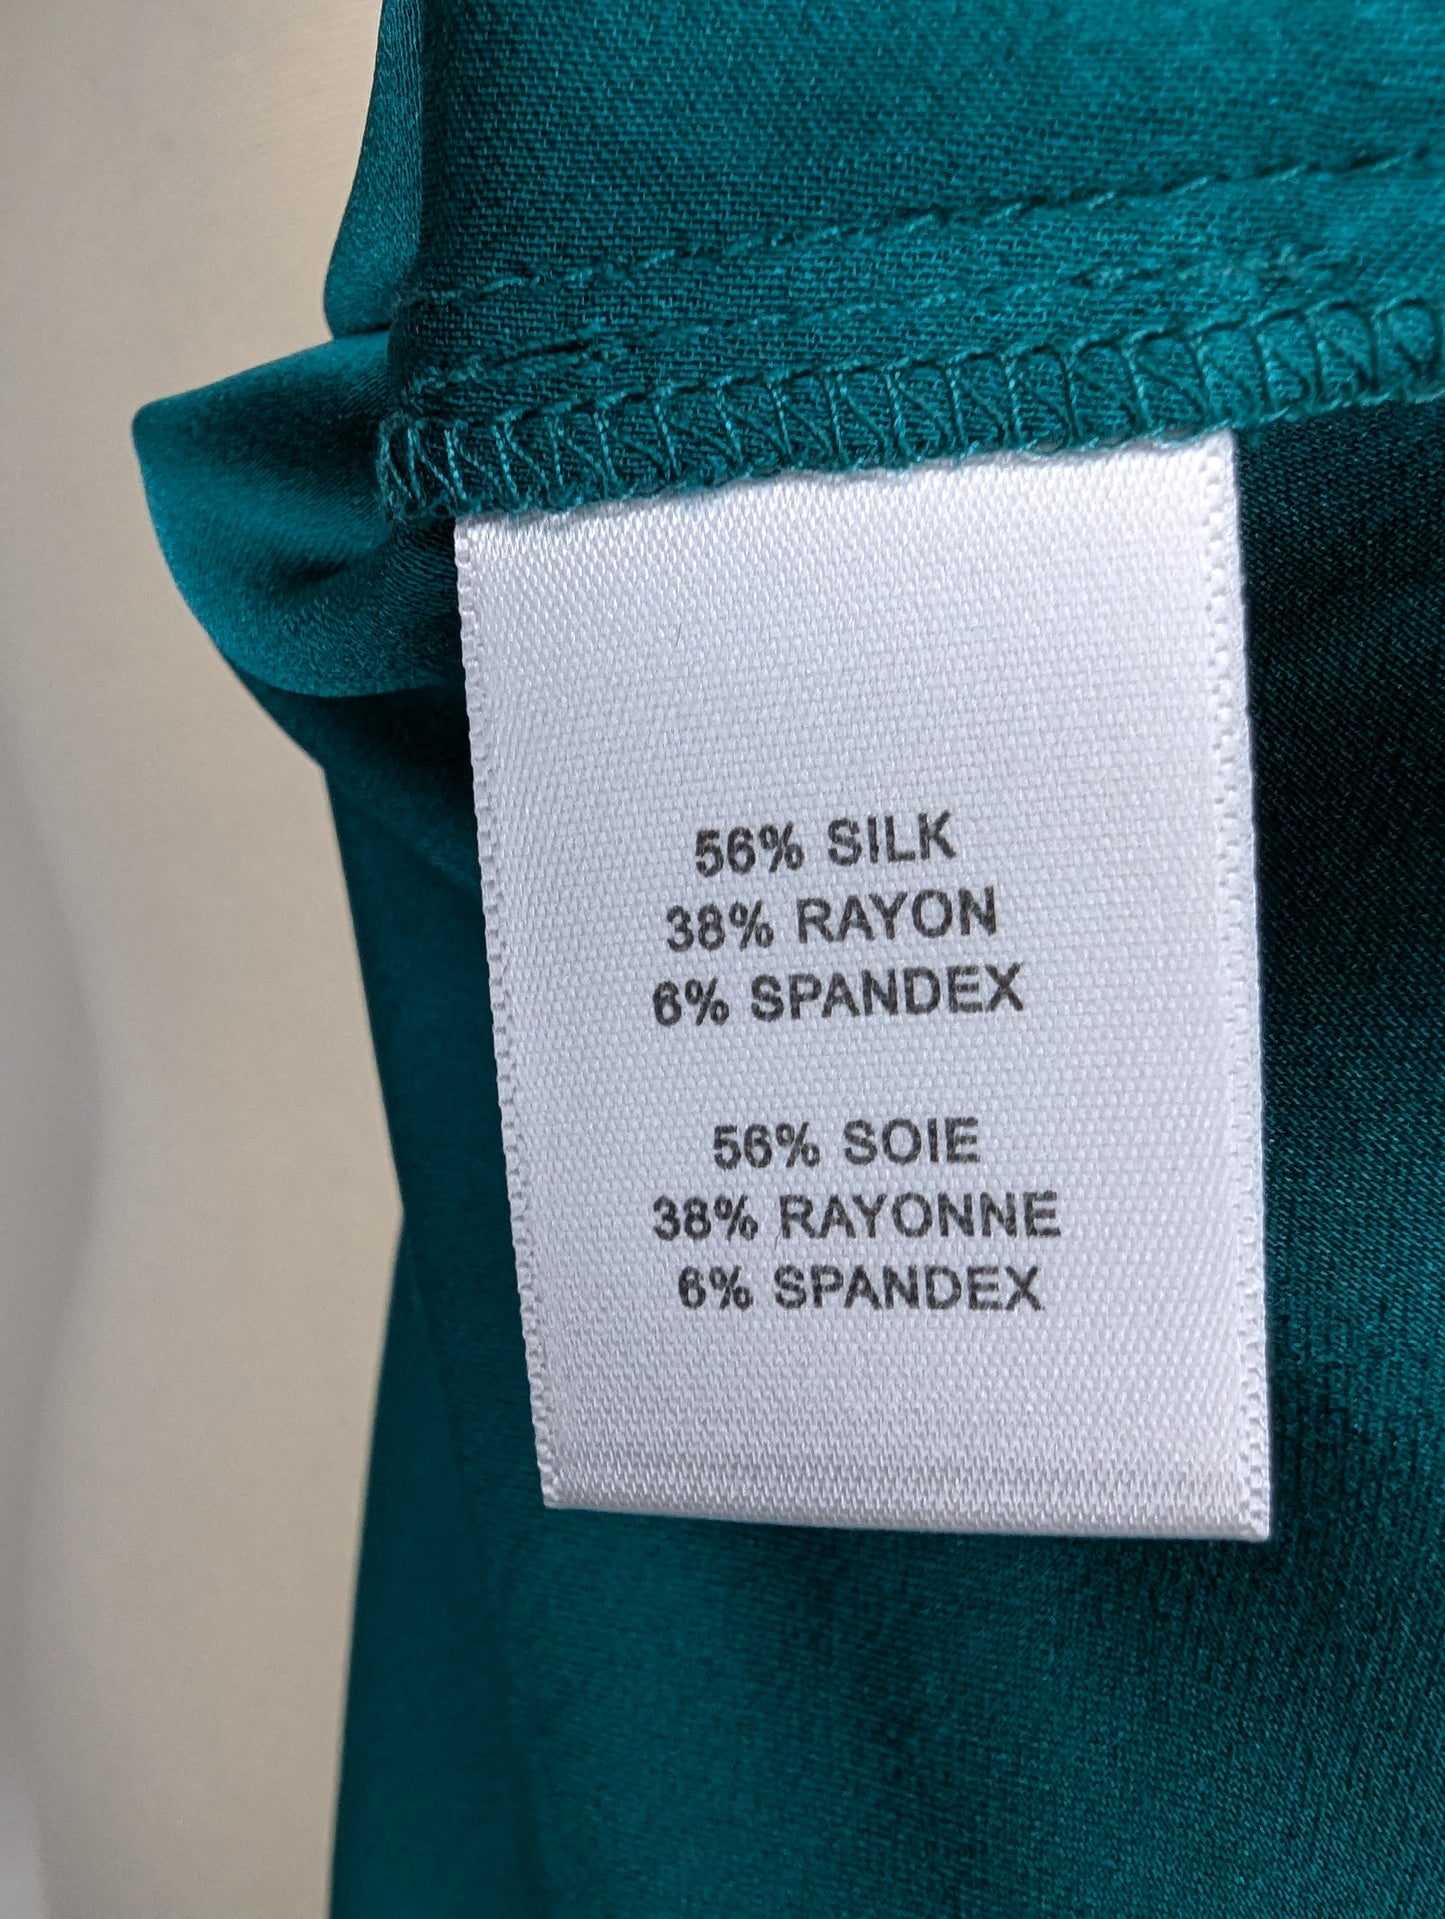 56% SILK
38% RAYON
6% SPANDEX
56% SOIE
38% RAYONNE
6% SPANDEX